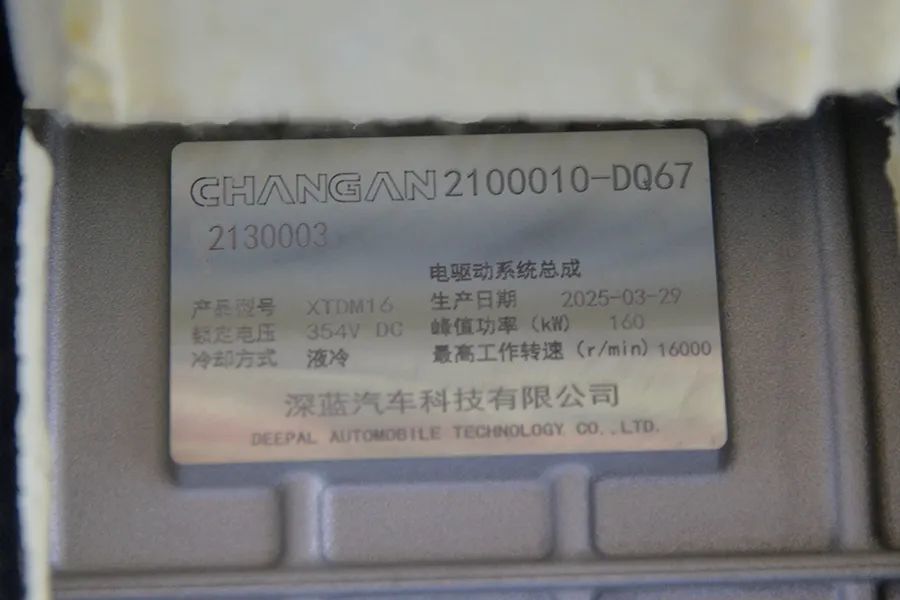 CHANGAN 2100010-DQ67
2130003
电驱动系统总成
产品型号 XTDM16 生产日期 2025-03-29
额定电压 354V DC 峰值功率 (kW) 160
冷却方式 液冷 最高工作转速 (r/min) 16000
深蓝汽车科技有限公司
DEEPAL AUTOMOBILE TECHNOLOGY CO.,LTD.